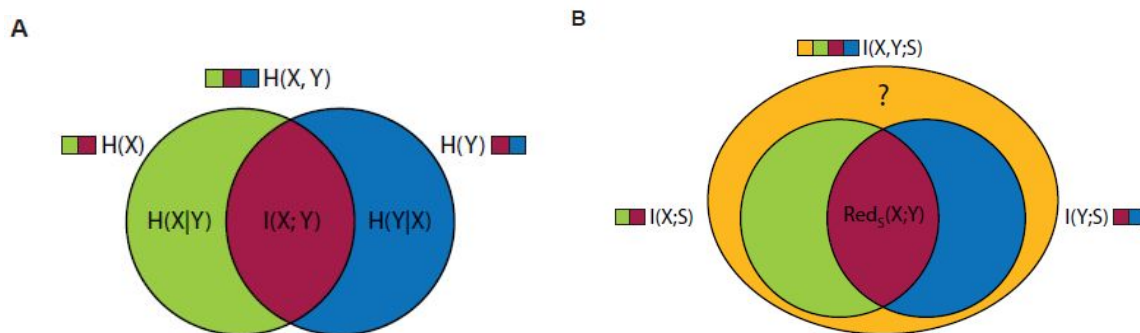 A
H(X, Y)
H(X)
H(Y)
H(X|Y)
I(X; Y)
H(Y|X)
B
I(X,Y;S)
?
I(X;S)
Red_S(X;Y)
I(Y;S)